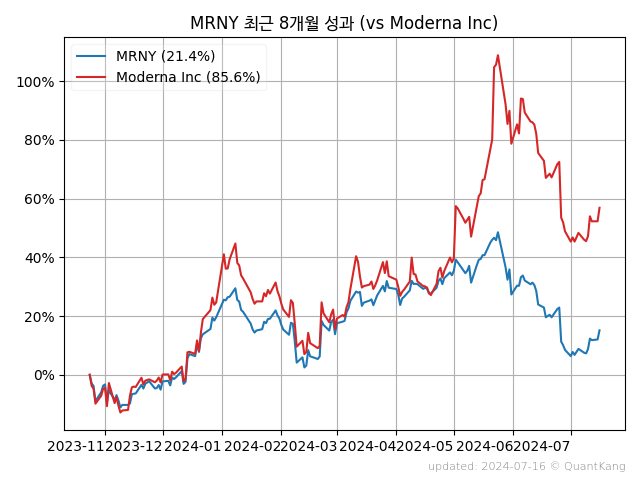 MRNY 최근 8개월 성과 (vs Moderna Inc)
MRNY (21.4%)
Moderna Inc (85.6%)
100%
80%
60%
40%
20%
0%
2023-11 2023-12 2024-01 2024-02 2024-03 2024-04 2024-05 2024-06 2024-07
updated: 2024-07-16 © QuantKang